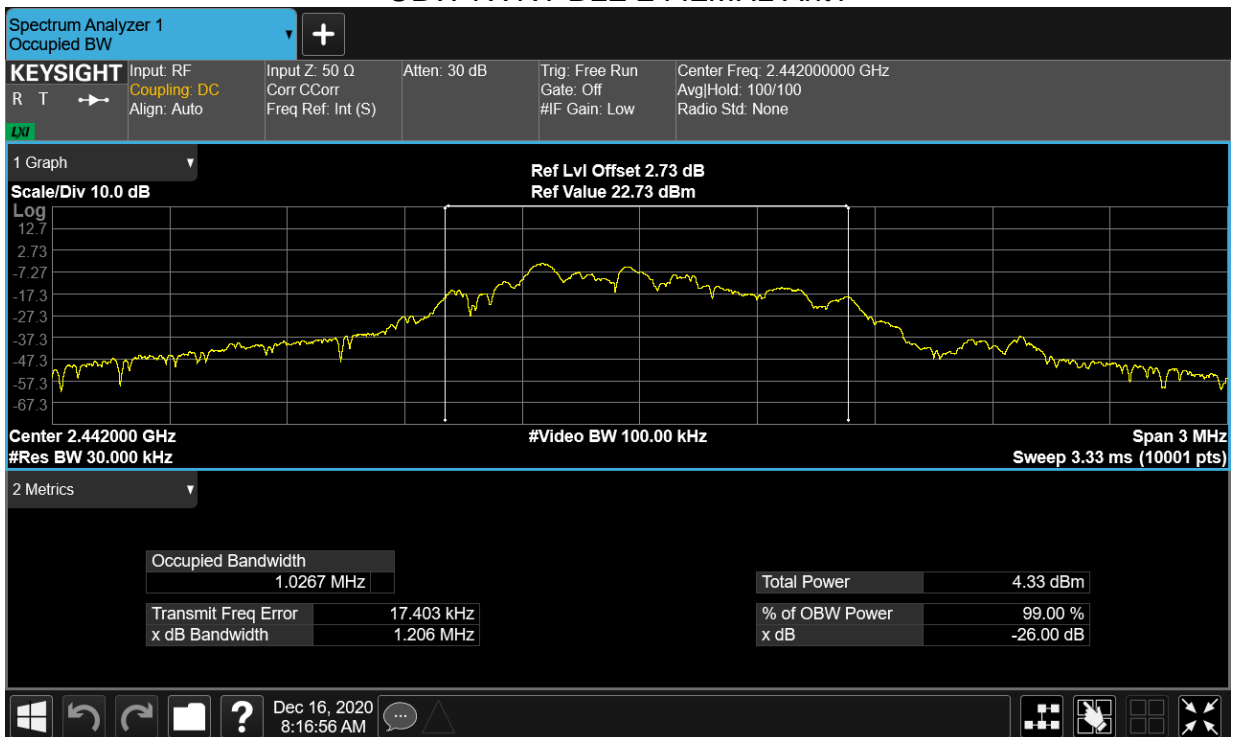 Spectrum Analyzer 1
Occupied BW
+
KEYSIGHT
R T
LXI
Input: RF
Coupling: DC
Align: Auto
Input Z: 50 Ω
Corr CCorr
Freq Ref: Int (S)
Atten: 30 dB
Trig: Free Run
Gate: Off
#IF Gain: Low
Center Freq: 2.442000000 GHz
Avg|Hold: 100/100
Radio Std: None
1 Graph
Scale/Div 10.0 dB
Ref Lvl Offset 2.73 dB
Ref Value 22.73 dBm
Log
12.7
2.73
-7.27
-17.3
-27.3
-37.3
-47.3
-57.3
-67.3
Center 2.442000 GHz
#Video BW 100.00 kHz
Span 3 MHz
#Res BW 30.000 kHz
Sweep 3.33 ms (10001 pts)
2 Metrics
Occupied Bandwidth
1.0267 MHz
Total Power 4.33 dBm
Transmit Freq Error 17.403 kHz
% of OBW Power 99.00 %
x dB Bandwidth 1.206 MHz
x dB -26.00 dB
?
Dec 16, 2020
8:16:56 AM